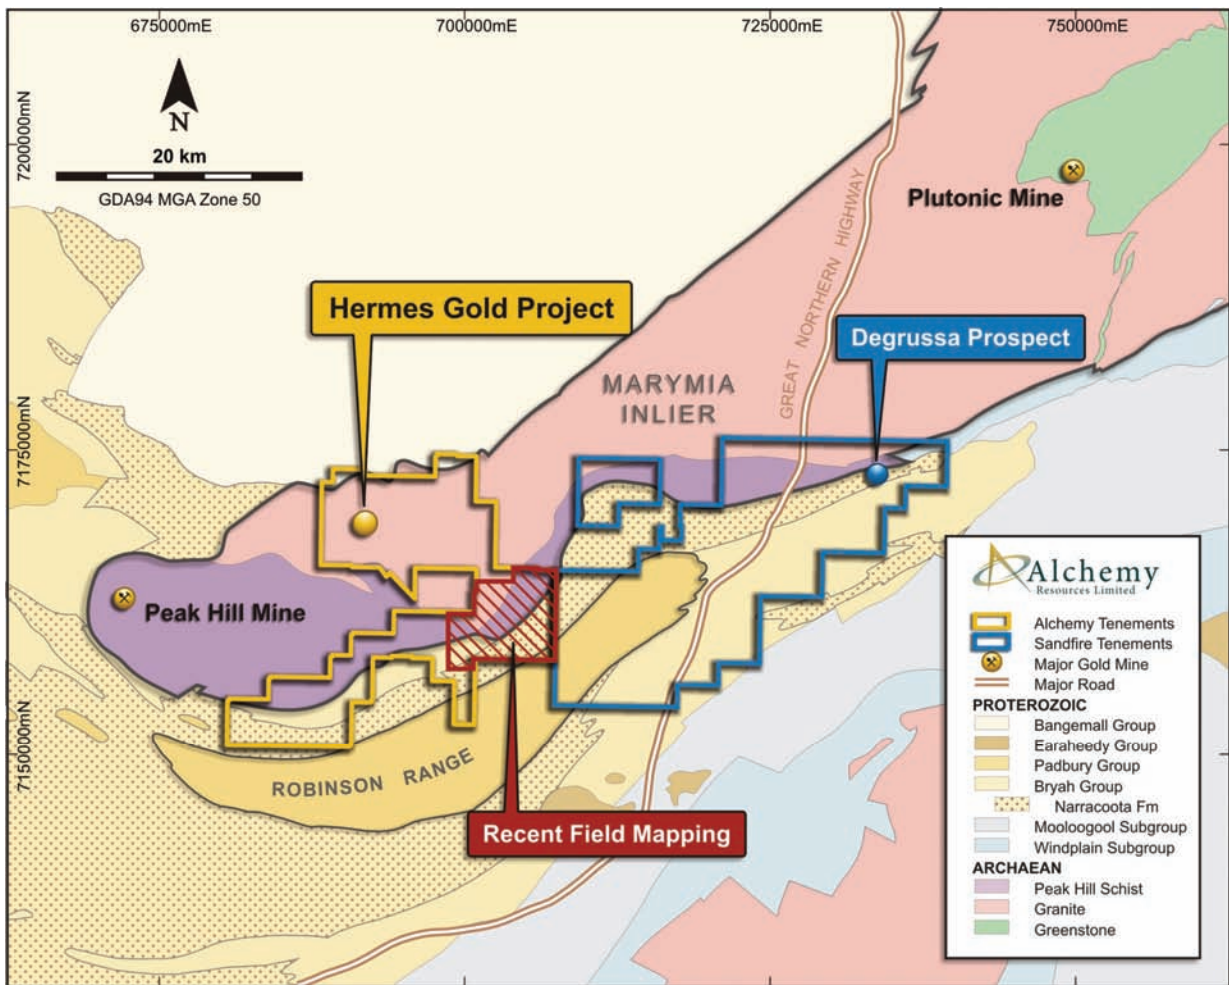 675000mE
700000mE
725000mE
750000mE
7200000mN
7175000mN
7150000mN
N
20 km
GDA94 MGA Zone 50
Plutonic Mine
GREAT NORTHERN HIGHWAY
Hermes Gold Project
Degrussa Prospect
MARYMIA
INLIER
Peak Hill Mine
ROBINSON RANGE
Recent Field Mapping
Alchemy
Resources Limited
Alchemy Tenements
Sandfire Tenements
Major Gold Mine
Major Road
PROTEROZOIC
Bangemall Group
Earaheedy Group
Padbury Group
Bryah Group
Narracoota Fm
Mooloogool Subgroup
Windplain Subgroup
ARCHAEAN
Peak Hill Schist
Granite
Greenstone